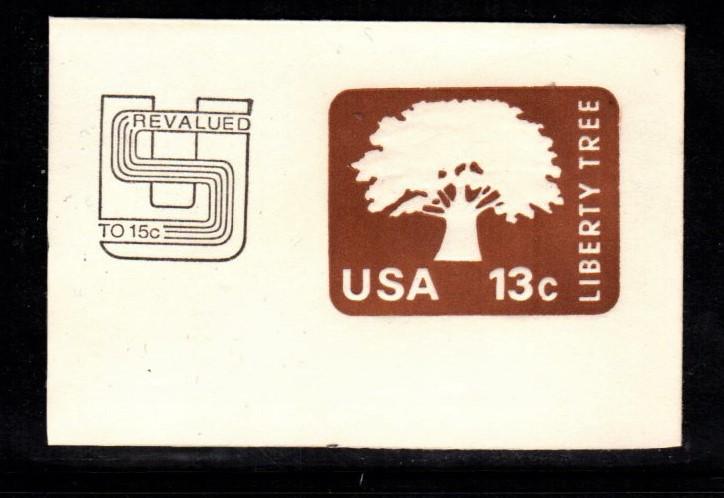 REVALUED
TO 15c
USA 13c
LIBERTY TREE